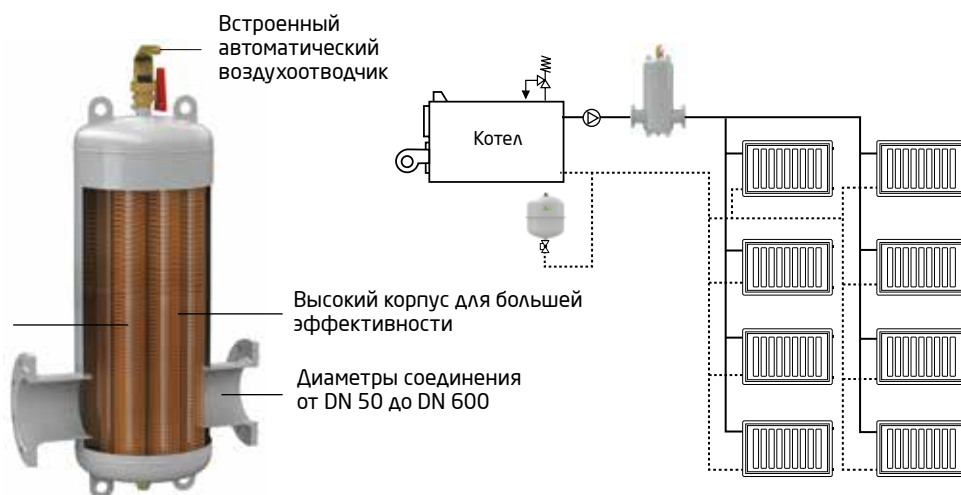 Встроенный
автоматический
воздухоотводчик
Котел
Высокий корпус для большей
эффективности
Диаметры соединения
от DN 50 до DN 600